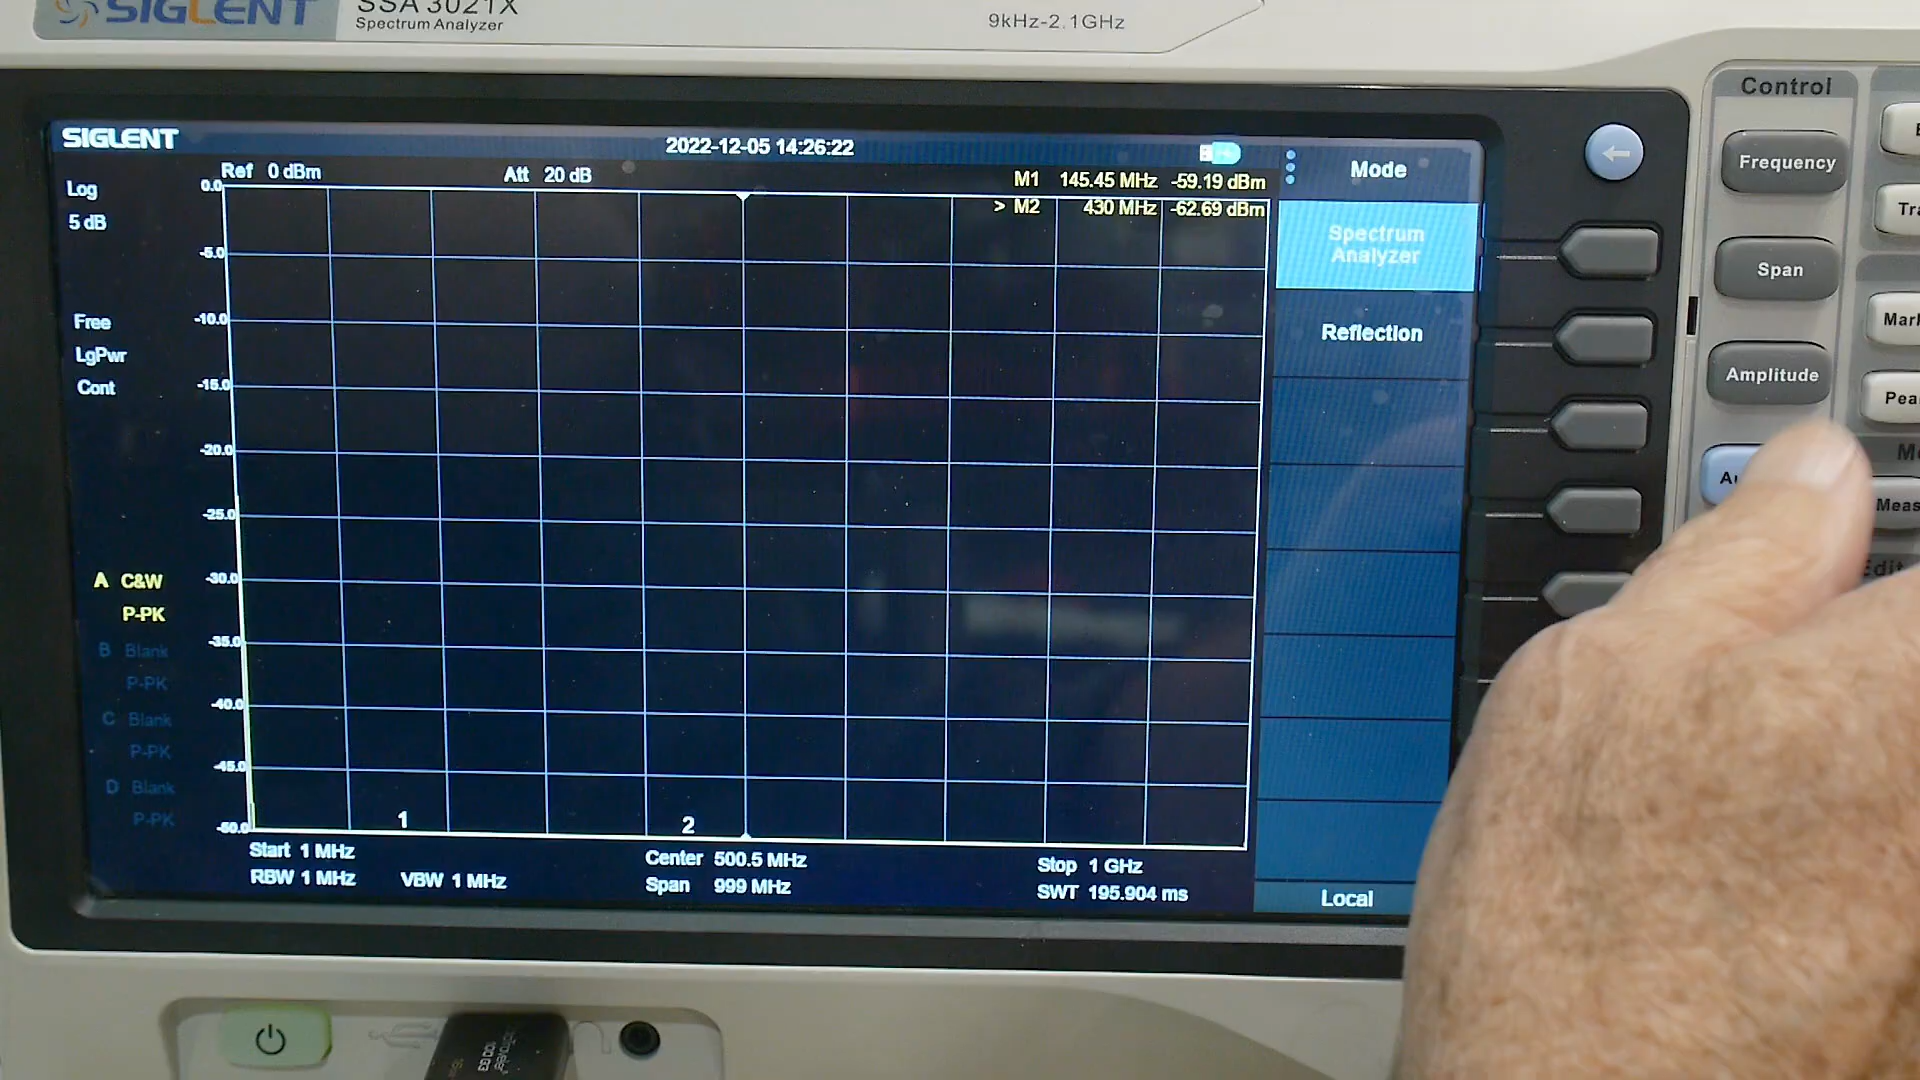 SIGLENT
SSA 3021X
Spectrum Analyzer
9kHz-2.1GHz
Control
Frequency
Span
Amplitude
SIGLENT
2022-12-05 14:26:22
Mode
Ref 0 dBm
Att 20 dB
M1 145.45 MHz -59.19 dBm
> M2 430 MHz -62.69 dBm
Log
5 dB
Free
LgPwr
Cont
A C&W
P-PK
B Blank
P-PK
C Blank
P-PK
D Blank
P-PK
0.0
-5.0
-10.0
-15.0
-20.0
-25.0
-30.0
-35.0
-40.0
-45.0
-50.0
1
2
Spectrum
Analyzer
Reflection
Local
Start 1 MHz
Center 500.5 MHz
Stop 1 GHz
RBW 1 MHz
VBW 1 MHz
Span 999 MHz
SWT 195.904 ms